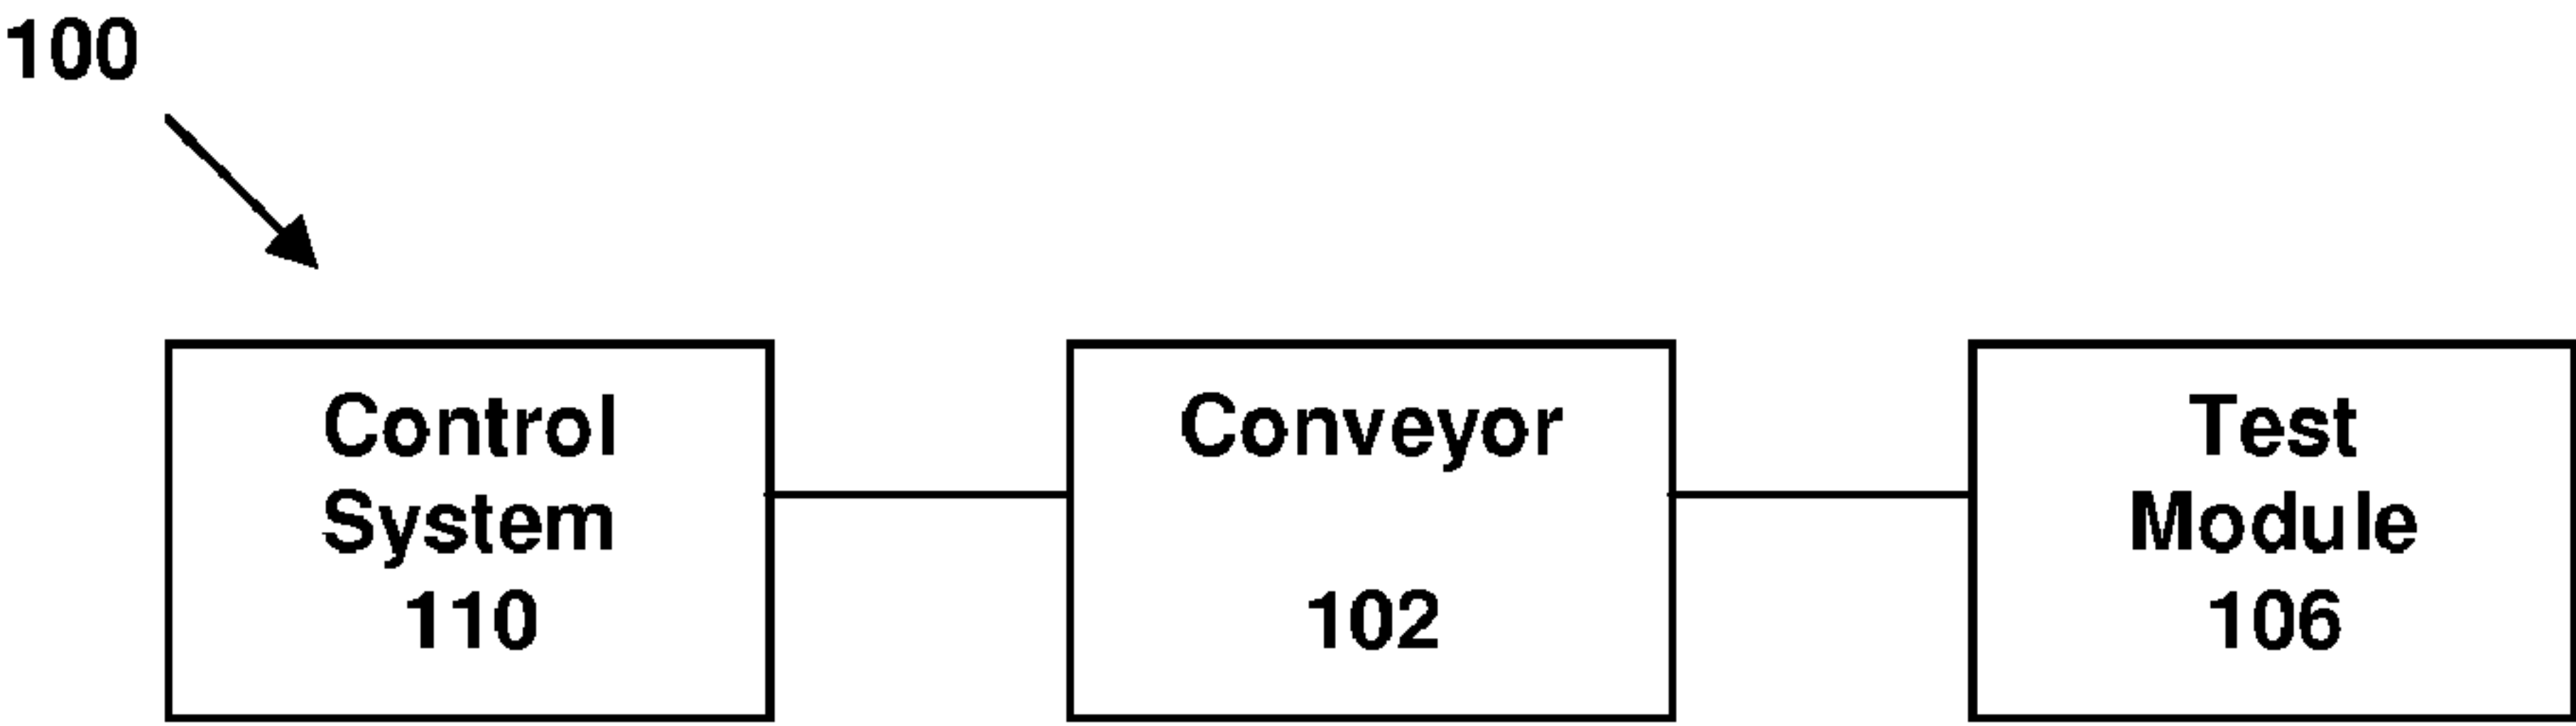 100
Control
System
110
Conveyor
102
Test
Module
106